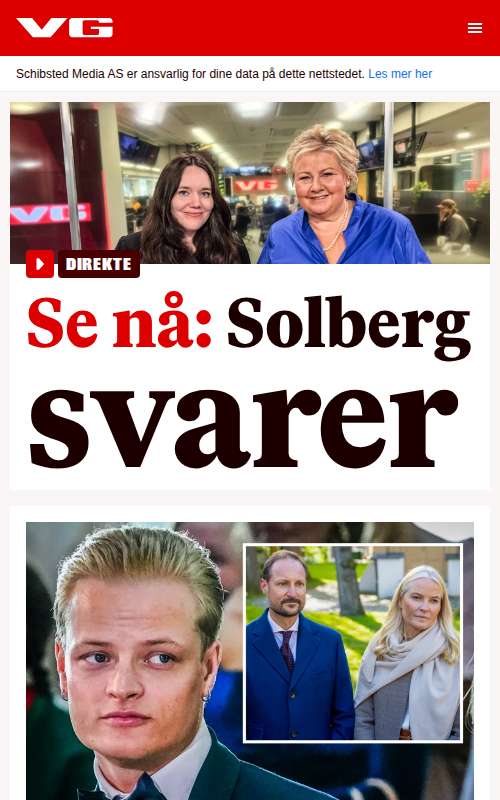 VG
Schibsted Media AS er ansvarlig for dine data på dette nettstedet. Les mer her
VG
VG
DIREKTE
Se nå: Solberg
svarer